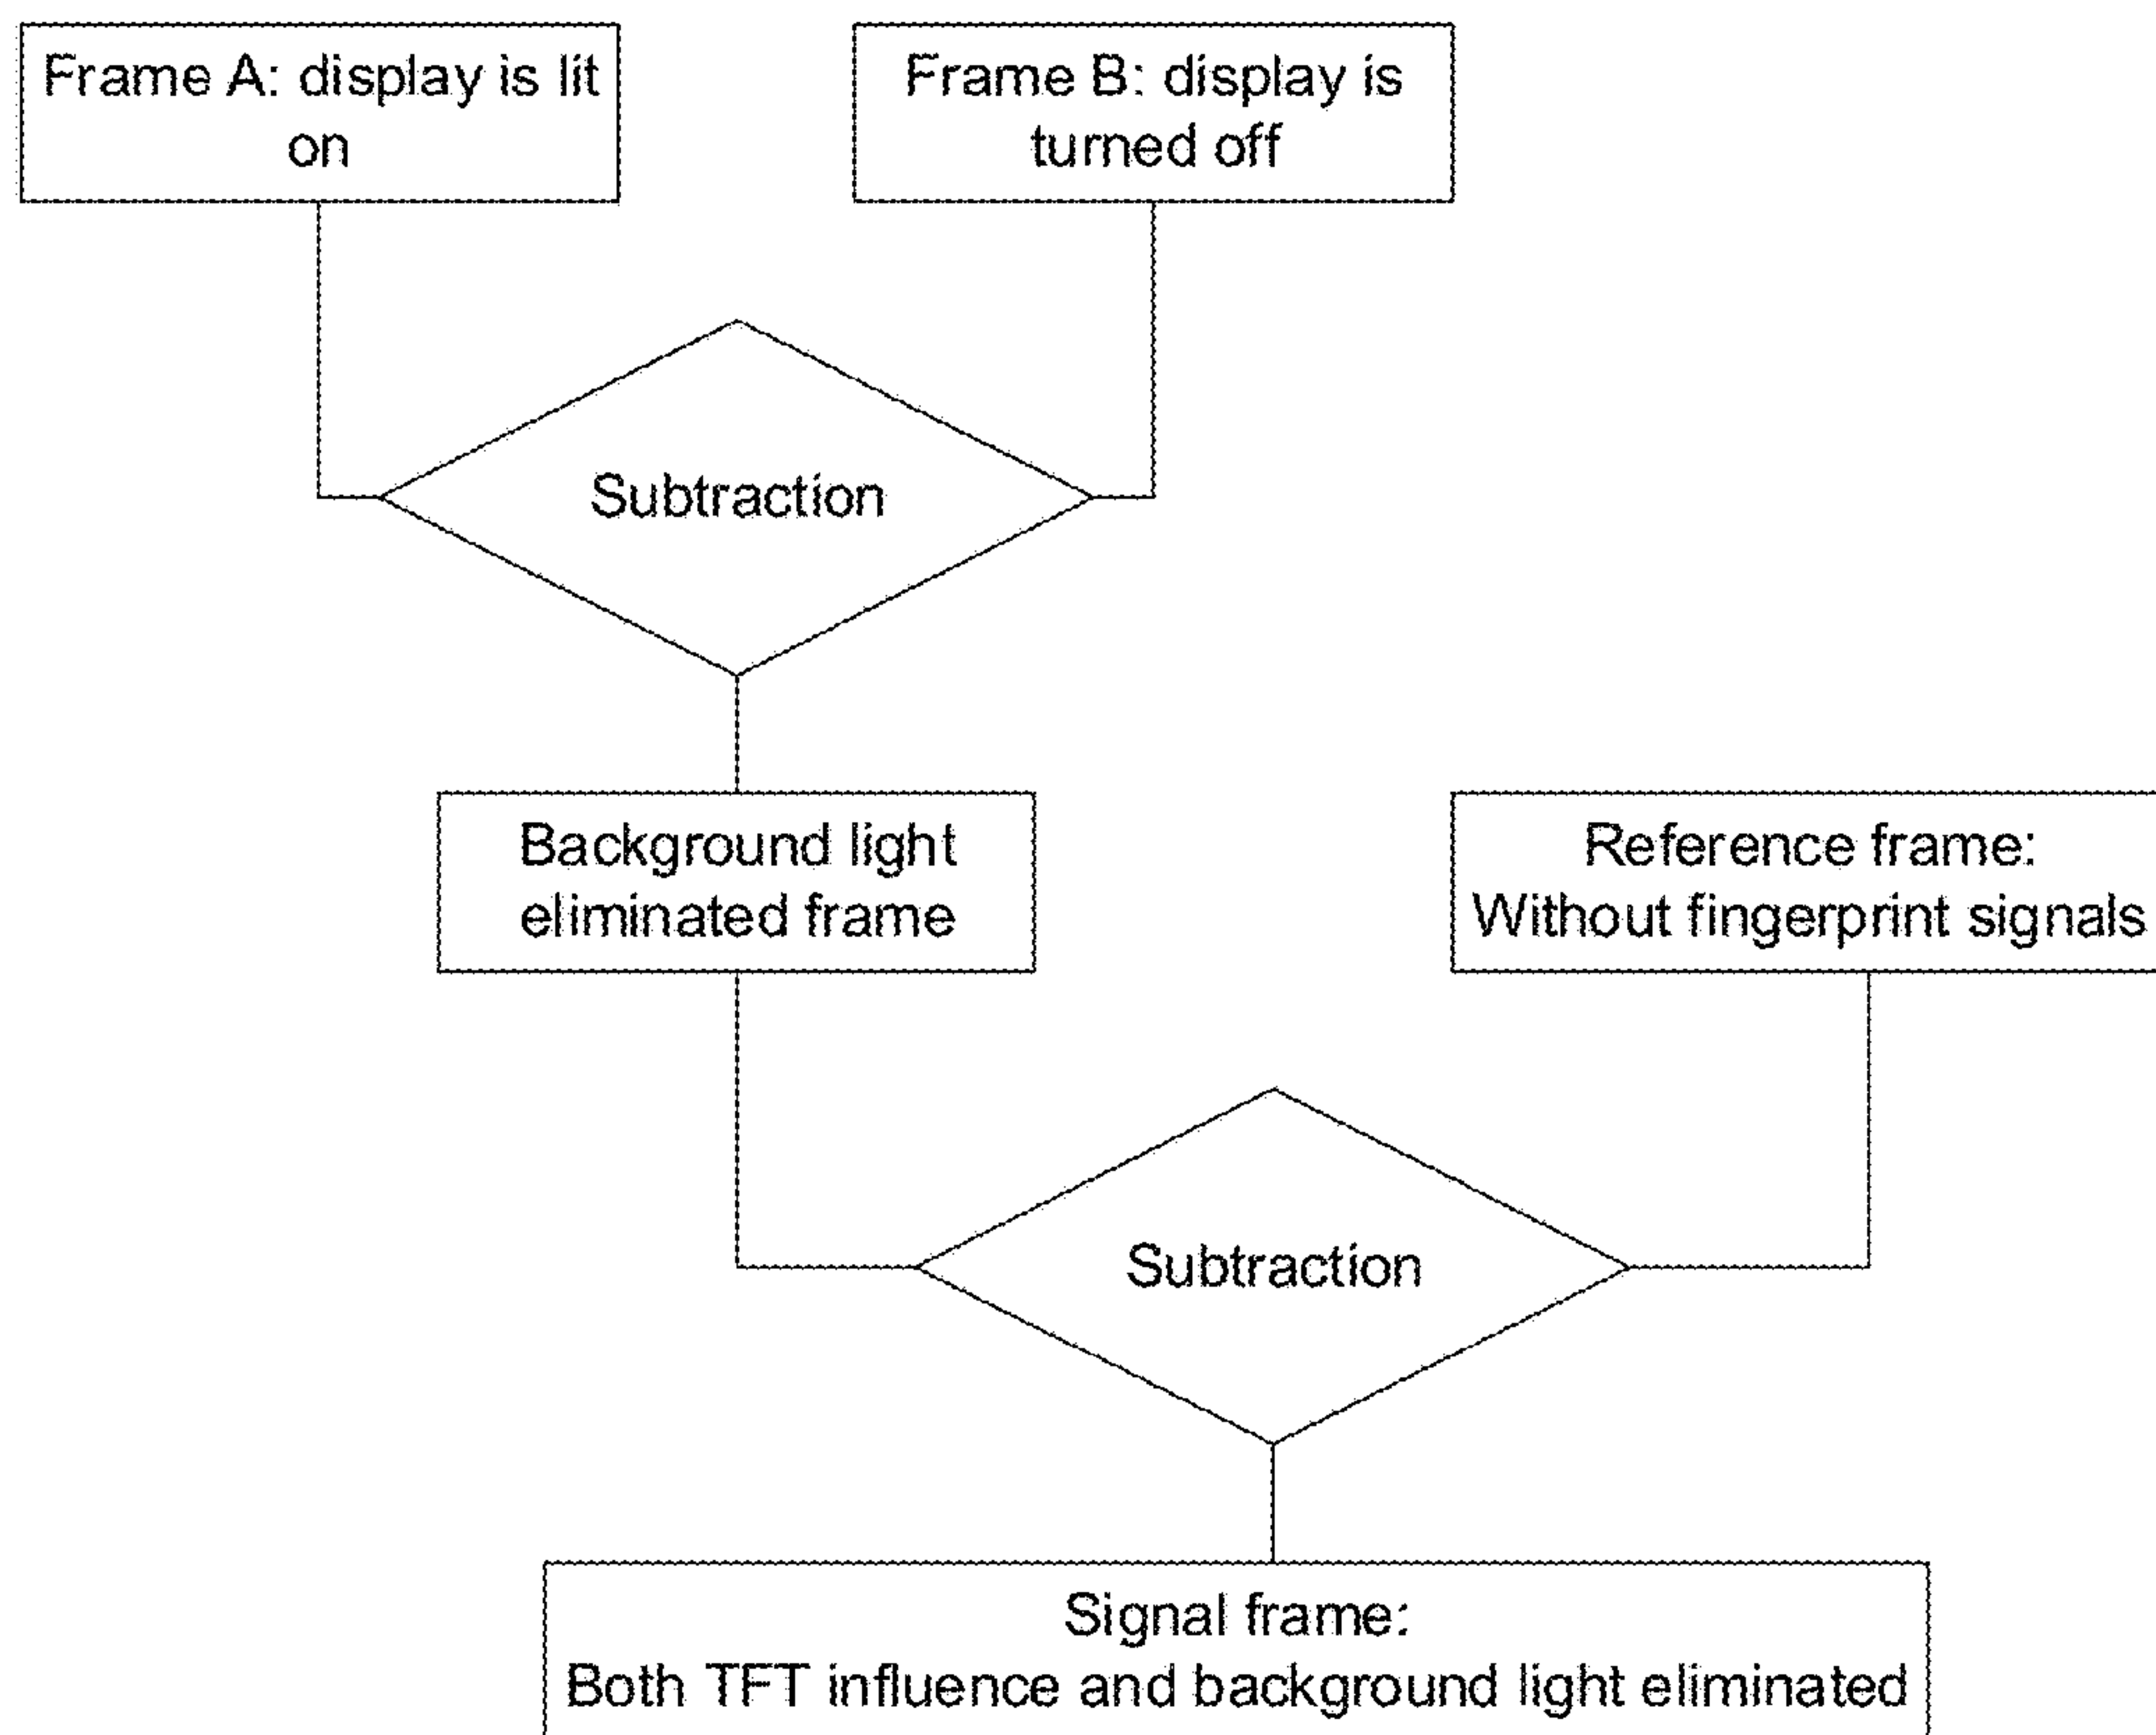 Frame A: display is lit
on
Frame B: display is
turned off
Subtraction
Background light
eliminated frame
Reference frame:
Without fingerprint signals
Subtraction
Signal frame:
Both TFT influence and background light eliminated